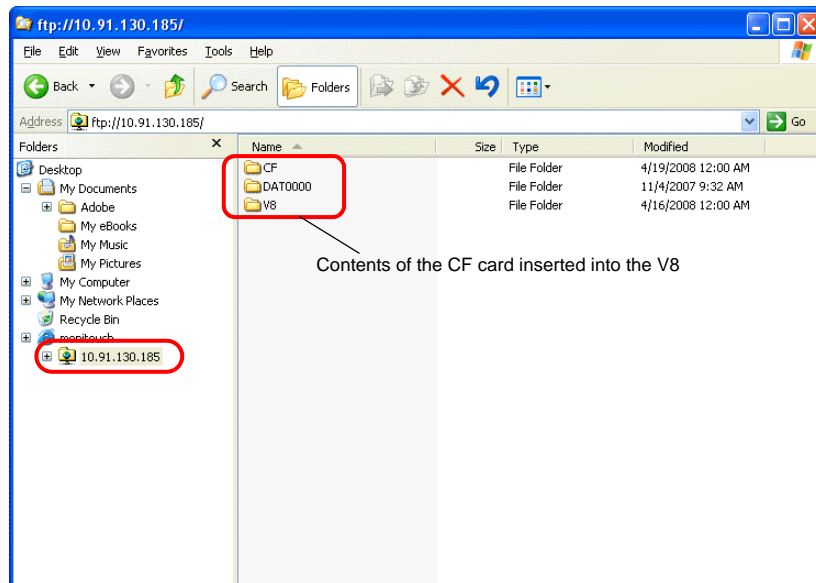 ftp://10.91.130.185/
File Edit View Favorites Tools Help
Back Search Folders
Address ftp://10.91.130.185/ Go
Folders x Name Size Type Modified
Desktop CF File Folder 4/19/2008 12:00 AM
My Documents DAT0000 File Folder 11/4/2007 9:32 AM
Adobe V8 File Folder 4/16/2008 12:00 AM
My eBooks
My Music
My Pictures
Contents of the CF card inserted into the V8
My Computer
My Network Places
Recycle Bin
monitouch
10.91.130.185